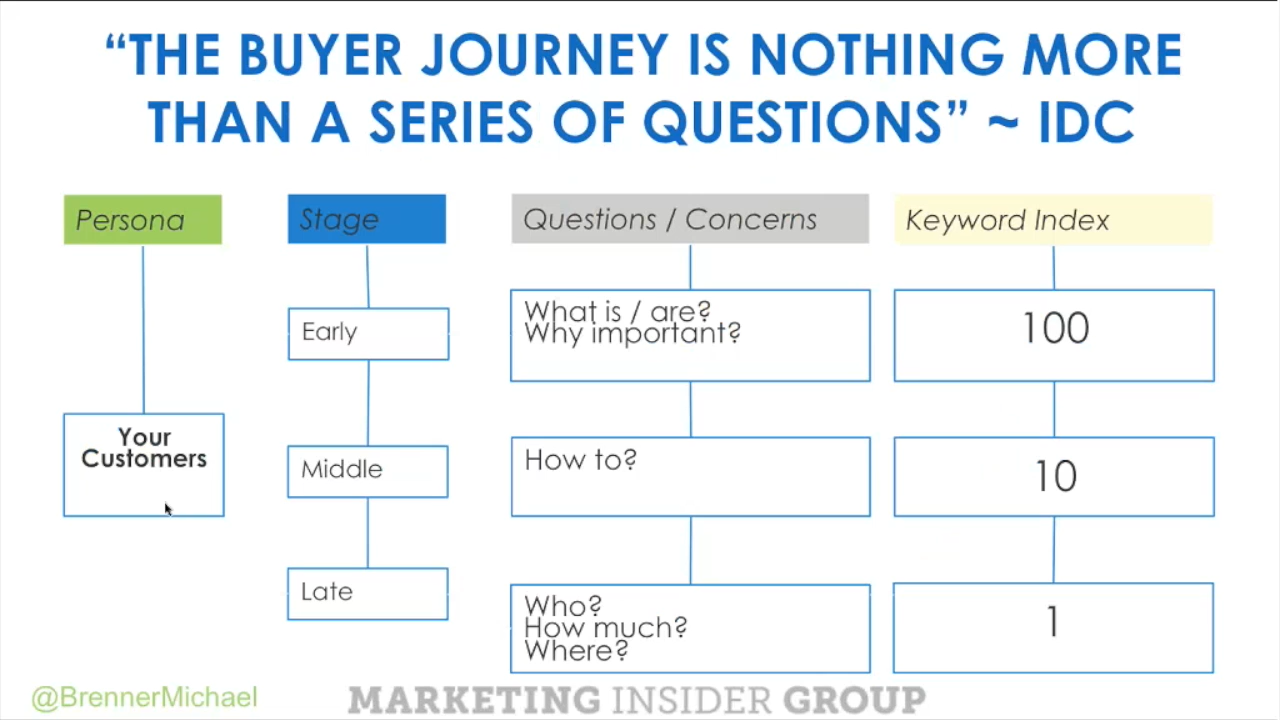 “THE BUYER JOURNEY IS NOTHING MORE
THAN A SERIES OF QUESTIONS” ~ IDC
Persona
Stage
Questions / Concerns
Keyword Index
Early
What is / are?
Why important?
100
Your
Customers
Middle
How to?
10
Late
Who?
How much?
Where?
1
@BrennerMichael
MARKETING INSIDER GROUP